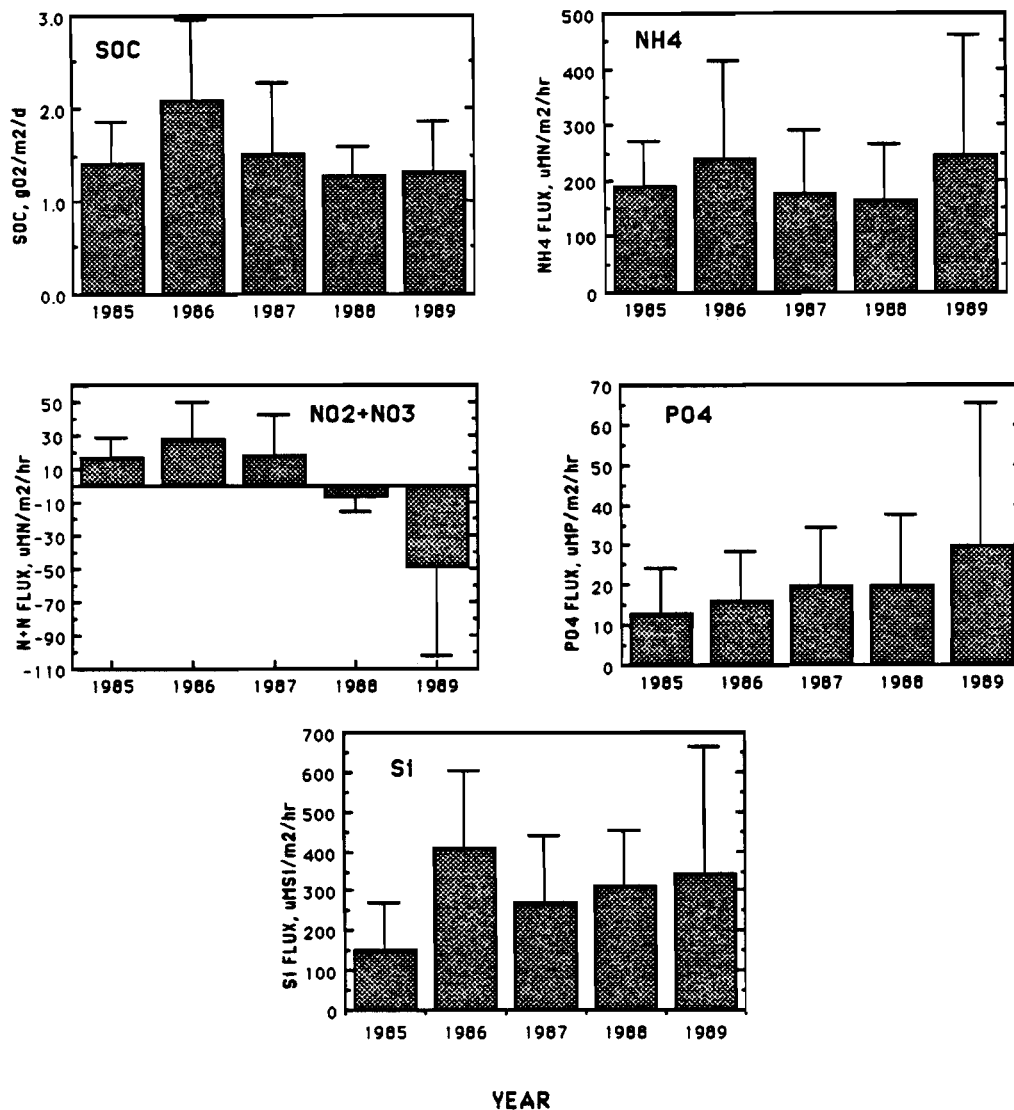 SOC
SOC, gO2/m2/d
3.0
2.0
1.0
0.0
1985 1986 1987 1988 1989
NH4
NH4 FLUX, uMN/m2/hr
500
400
300
200
100
0
1985 1986 1987 1988 1989
NO2+NO3
N+N FLUX, uMN/m2/hr
50
30
10
-10
-30
-50
-70
-90
-110
1985 1986 1987 1988 1989
PO4
PO4 FLUX, uMP/m2/hr
70
60
50
40
30
20
10
0
1985 1986 1987 1988 1989
Si
Si FLUX, uMSi/m2/hr
700
600
500
400
300
200
100
0
1985 1986 1987 1988 1989
YEAR